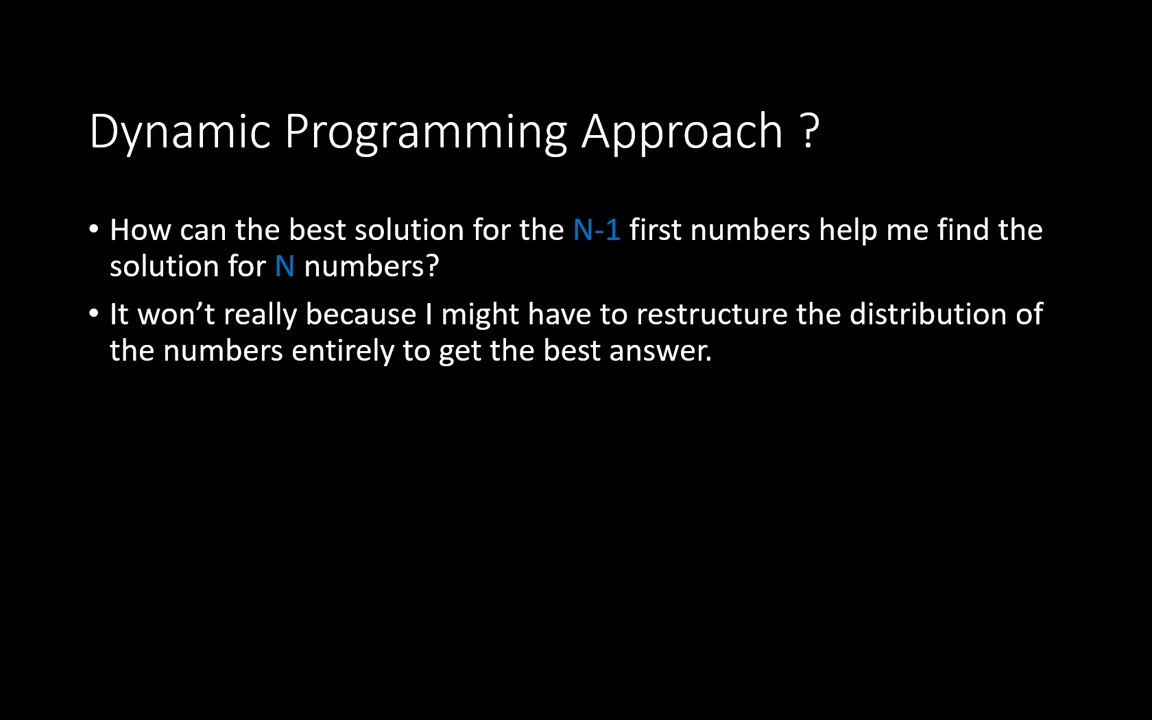 Dynamic Programming Approach ?
• How can the best solution for the N-1 first numbers help me find the
solution for N numbers?
• It won’t really because I might have to restructure the distribution of
the numbers entirely to get the best answer.